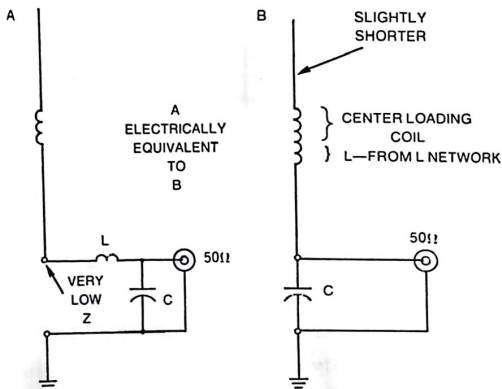 A
A
ELECTRICALLY
EQUIVALENT
TO
B
L
50Ω
VERY
LOW
Z
C
B
SLIGHTLY
SHORTER
} CENTER LOADING
COIL
} L—FROM L NETWORK
50Ω
C